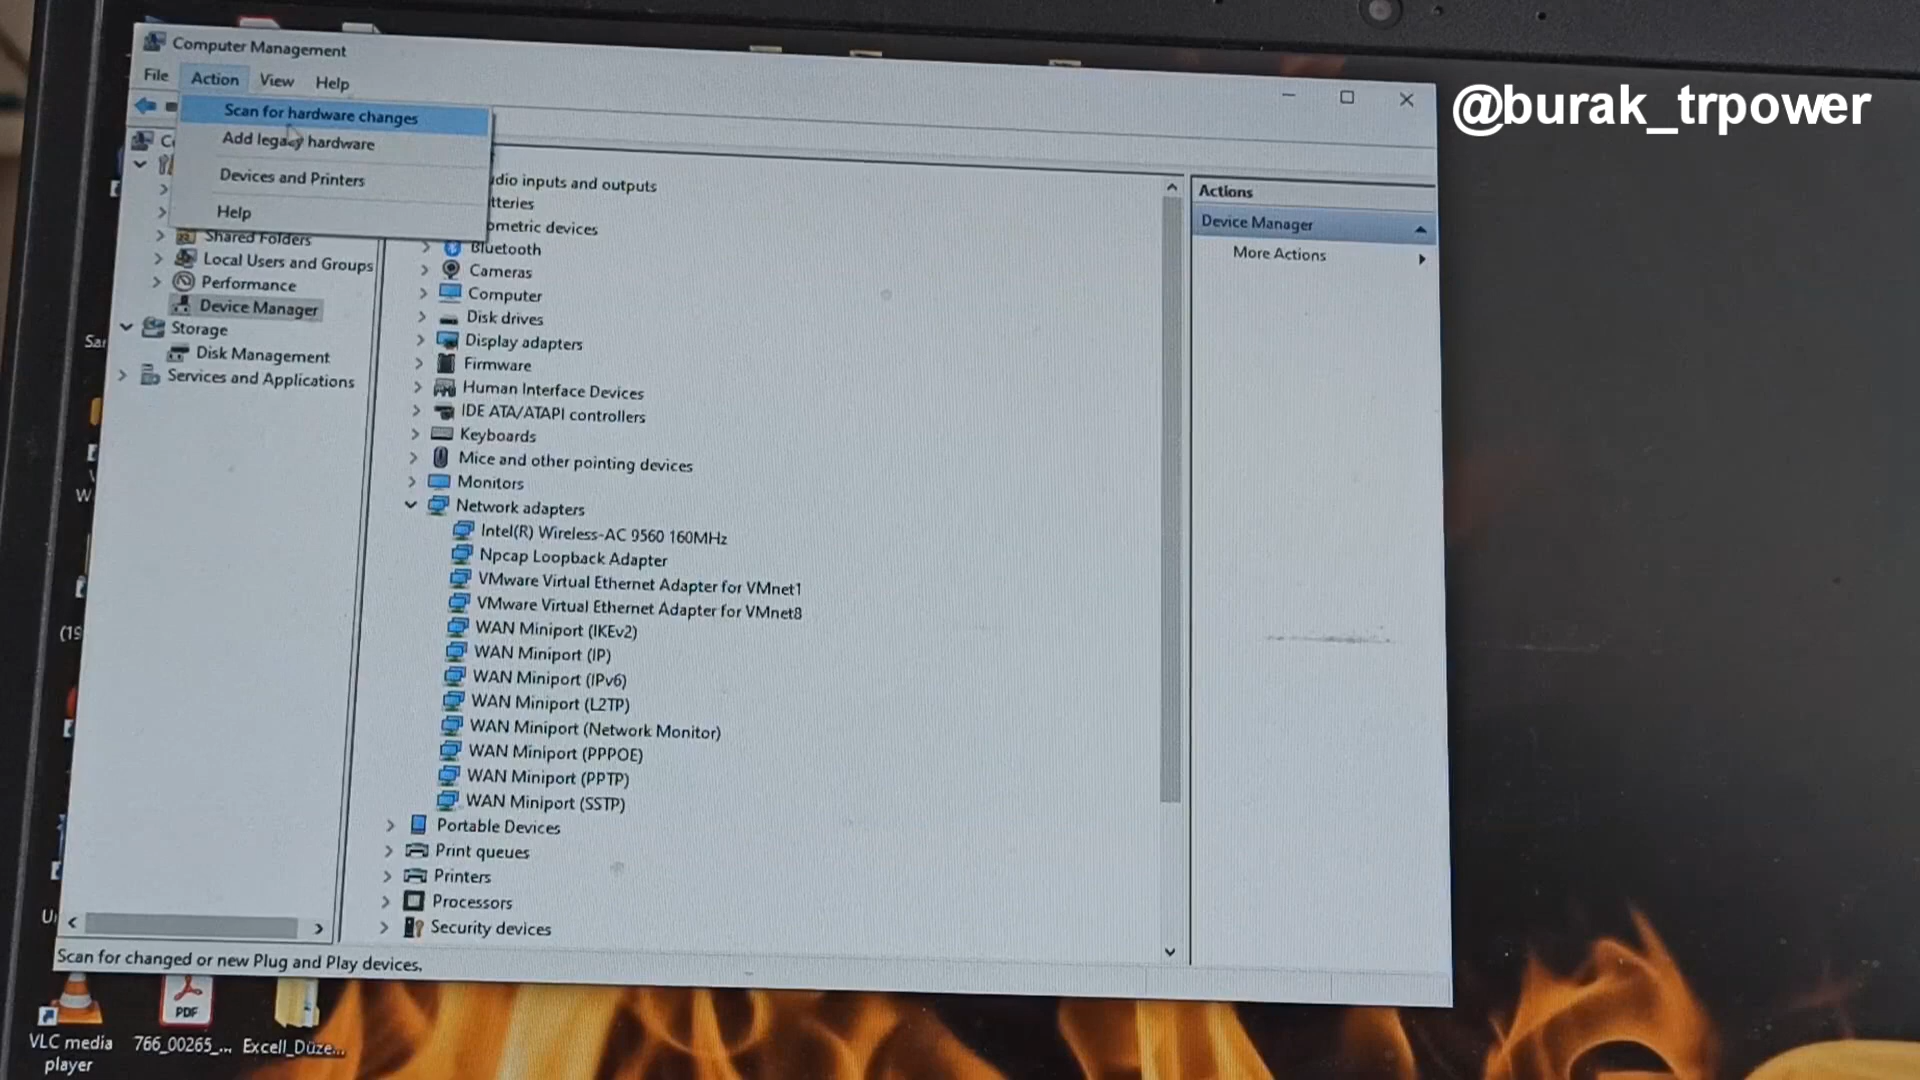 Computer Management
File Action View Help
@burak_trpower
Scan for hardware changes
Add legacy hardware
Devices and Printers
Help
Shared Folders
Local Users and Groups
Performance
Device Manager
Storage
Disk Management
Services and Applications
dio inputs and outputs
tteries
ometric devices
Bluetooth
Cameras
Computer
Disk drives
Display adapters
Firmware
Human Interface Devices
IDE ATA/ATAPI controllers
Keyboards
Mice and other pointing devices
Monitors
Network adapters
Intel(R) Wireless-AC 9560 160MHz
Npcap Loopback Adapter
VMware Virtual Ethernet Adapter for VMnet1
VMware Virtual Ethernet Adapter for VMnet8
WAN Miniport (IKEv2)
WAN Miniport (IP)
WAN Miniport (IPv6)
WAN Miniport (L2TP)
WAN Miniport (Network Monitor)
WAN Miniport (PPPOE)
WAN Miniport (PPTP)
WAN Miniport (SSTP)
Portable Devices
Print queues
Printers
Processors
Security devices
Actions
Device Manager
More Actions
Scan for changed or new Plug and Play devices.
PDF
VLC media
player
766_00265_...
Excell_Düze...